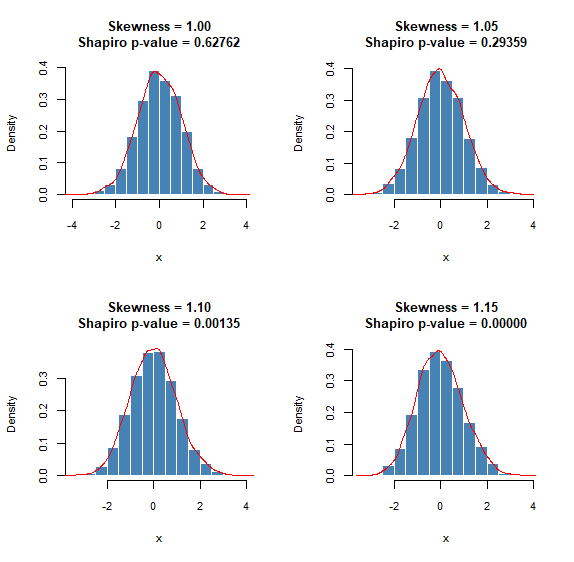 Skewness = 1.00
Shapiro p-value = 0.62762
Density
0.0 0.1 0.2 0.3 0.4
-4 -2 0 2 4
x
Skewness = 1.05
Shapiro p-value = 0.29359
Density
0.0 0.1 0.2 0.3 0.4
-2 0 2 4
x
Skewness = 1.10
Shapiro p-value = 0.00135
Density
0.0 0.1 0.2 0.3
-2 0 2 4
x
Skewness = 1.15
Shapiro p-value = 0.00000
Density
0.0 0.1 0.2 0.3 0.4
-2 0 2 4
x